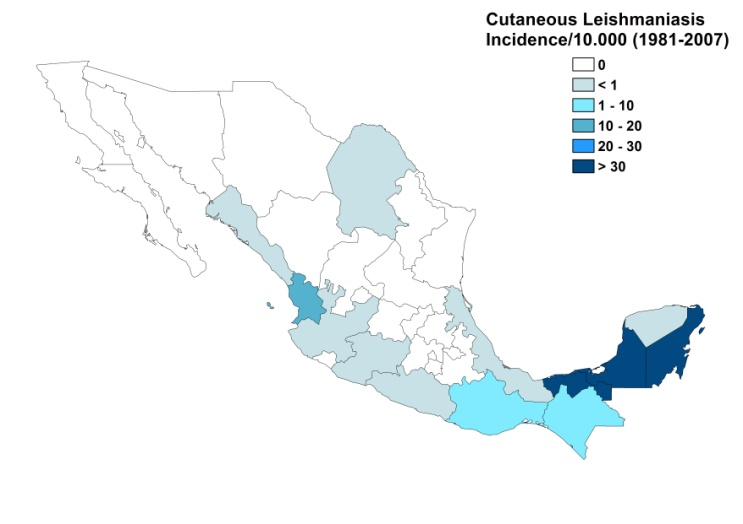 Cutaneous Leishmaniasis
Incidence/10.000 (1981-2007)
0
< 1
1 - 10
10 - 20
20 - 30
> 30